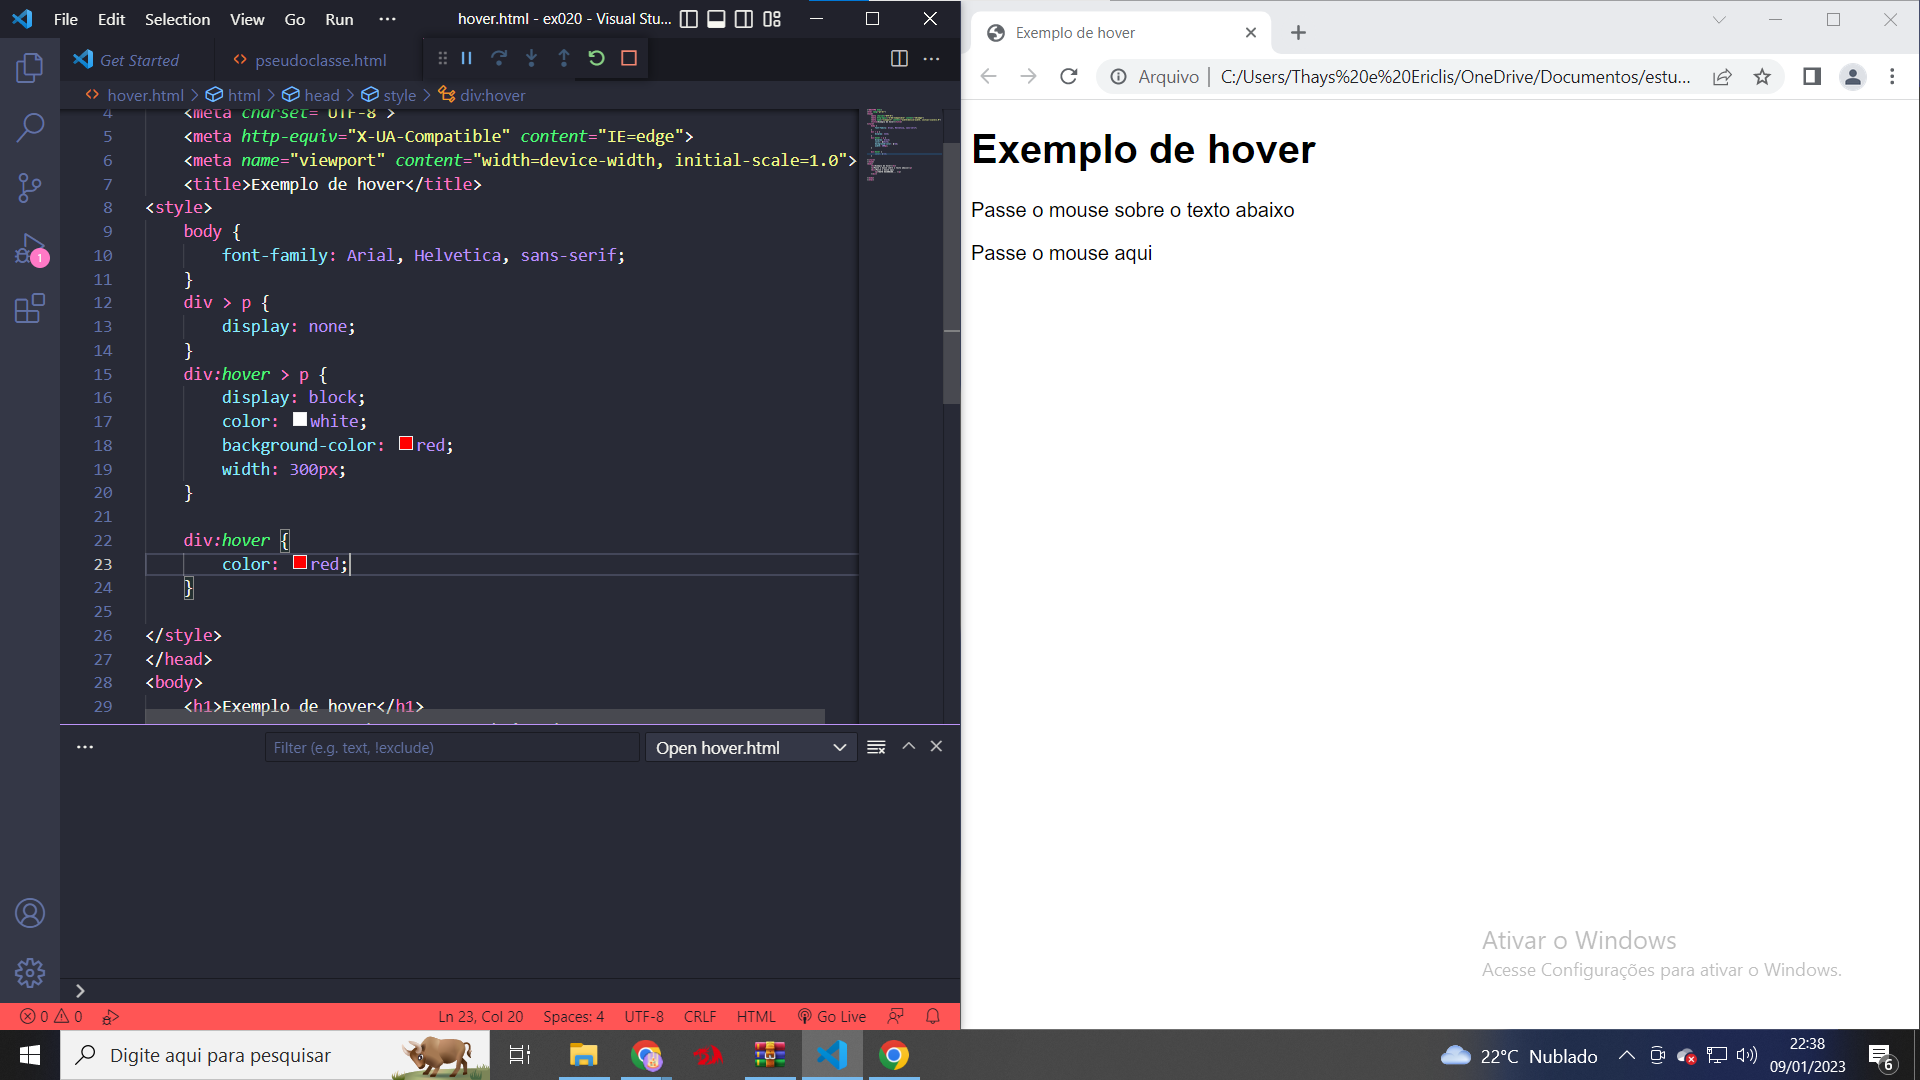 File Edit Selection View Go Run ··· hover.html - ex020 - Visual Stu...
Get Started pseudoclasse.html
hover.html > html > head > style > div:hover
4 <meta charset="UTF-8">
5 <meta http-equiv="X-UA-Compatible" content="IE=edge">
6 <meta name="viewport" content="width=device-width, initial-scale=1.0">
7 <title>Exemplo de hover</title>
8 <style>
9 body {
10 font-family: Arial, Helvetica, sans-serif;
11 }
12 div > p {
13 display: none;
14 }
15 div:hover > p {
16 display: block;
17 color: white;
18 background-color: red;
19 width: 300px;
20 }
21
22 div:hover {
23 color: red;
24 }
25
26 </style>
27 </head>
28 <body>
29 <h1>Exemplo de hover</h1>
Filter (e.g. text, !exclude) Open hover.html
1
0 0 Ln 23, Col 20 Spaces: 4 UTF-8 CRLF HTML Go Live
Exemplo de hover
Arquivo | C:/Users/Thays%20e%20Ericlis/OneDrive/Documentos/estu...
Exemplo de hover
Passe o mouse sobre o texto abaixo
Passe o mouse aqui
Ativar o Windows
Acesse Configurações para ativar o Windows.
Digite aqui para pesquisar
22°C Nublado
22:38
09/01/2023
6